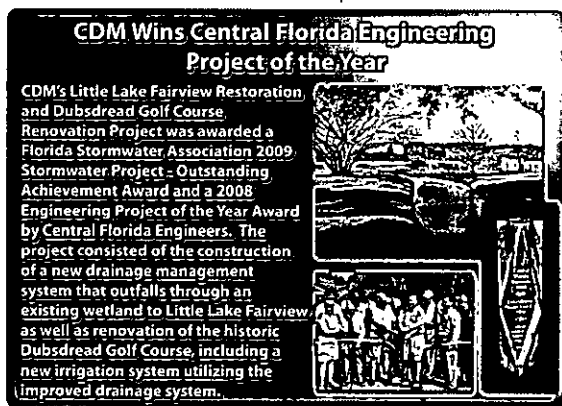 CDM Wins Central Florida Engineering
Project of the Year
CDM's Little Lake Fairview Restoration
and Dubsdread Golf Course
Renovation Project was awarded a
Florida Stormwater Association 2009
Stormwater Project - Outstanding
Achievement Award and a 2008
Engineering Project of the Year Award
by Central Florida Engineers. The
project consisted of the construction
of a new drainage management
system that outfalls through an
existing wetland to Little Lake Fairview,
as well as renovation of the historic
Dubsdread Golf Course, including a
new irrigation system utilizing the
improved drainage system.